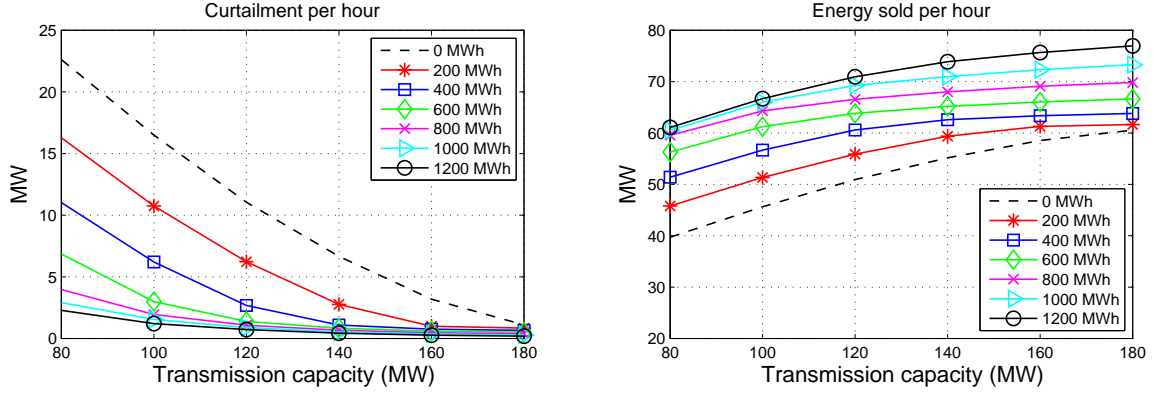 Curtailment per hour
25
20
15
10
5
0
MW
80 100 120 140 160 180
Transmission capacity (MW)
0 MWh
200 MWh
400 MWh
600 MWh
800 MWh
1000 MWh
1200 MWh
Energy sold per hour
80
70
60
50
40
30
20
MW
80 100 120 140 160 180
Transmission capacity (MW)
0 MWh
200 MWh
400 MWh
600 MWh
800 MWh
1000 MWh
1200 MWh